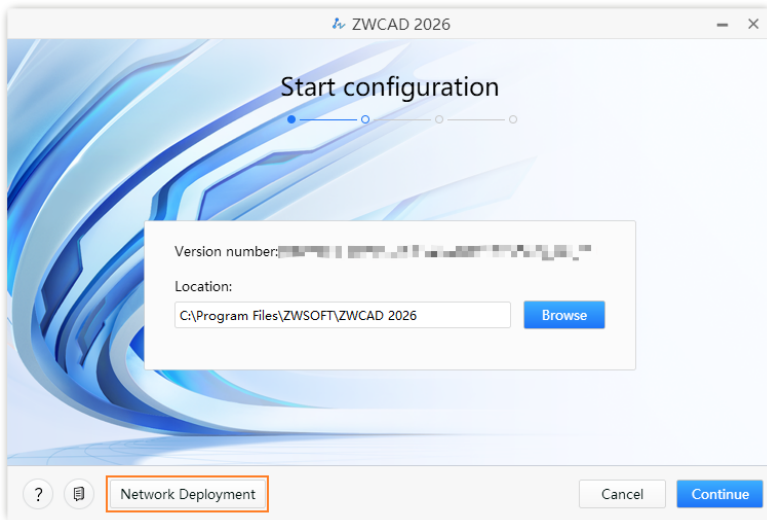 ZWCAD 2026
Start configuration
Version number:
Location:
C:\Program Files\ZWSOFT\ZWCAD 2026
Browse
?
Network Deployment
Cancel
Continue